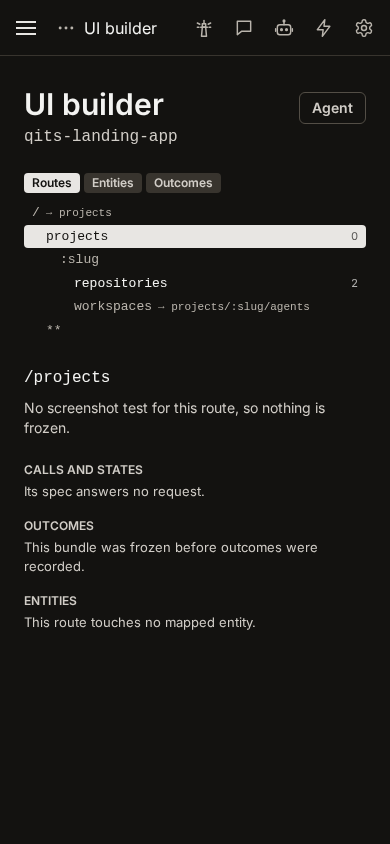 ··· UI builder
UI builder
Agent
qits-landing-app
Routes Entities Outcomes
/ → projects
projects 0
:slug
repositories 2
workspaces → projects/:slug/agents
**
/projects
No screenshot test for this route, so nothing is
frozen.
CALLS AND STATES
Its spec answers no request.
OUTCOMES
This bundle was frozen before outcomes were
recorded.
ENTITIES
This route touches no mapped entity.